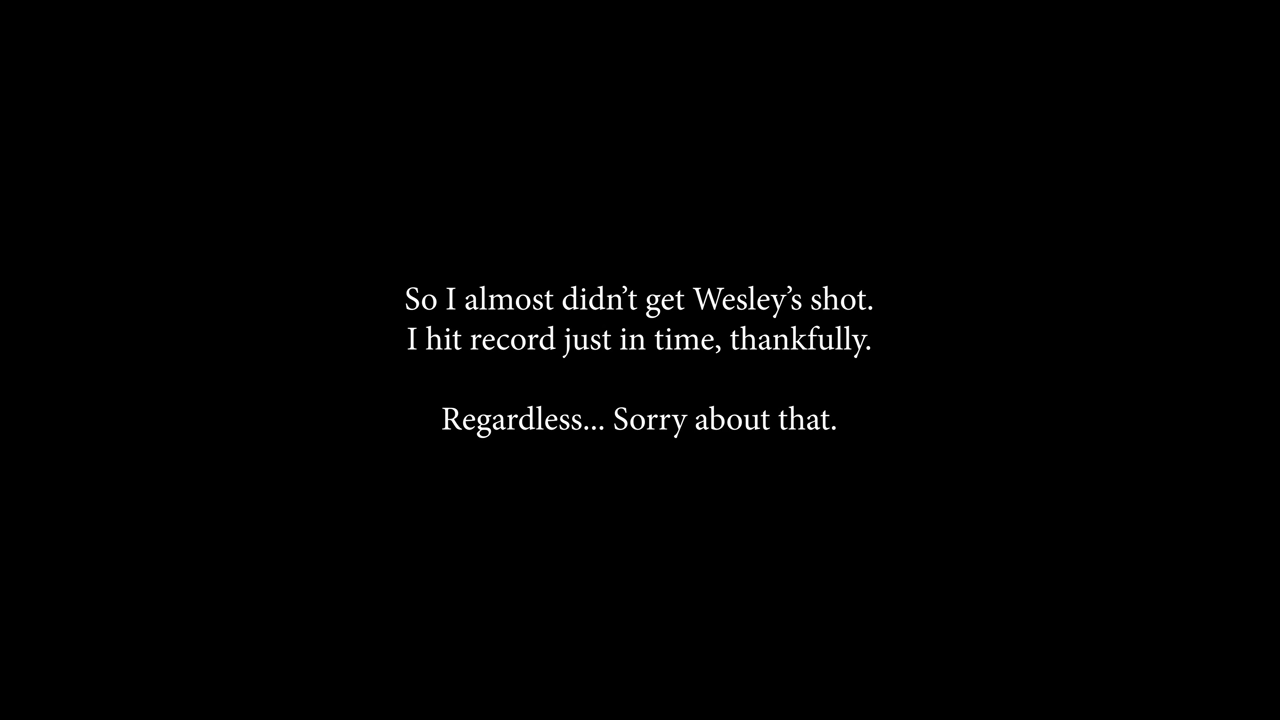 So I almost didn’t get Wesley’s shot.
I hit record just in time, thankfully.
Regardless... Sorry about that.